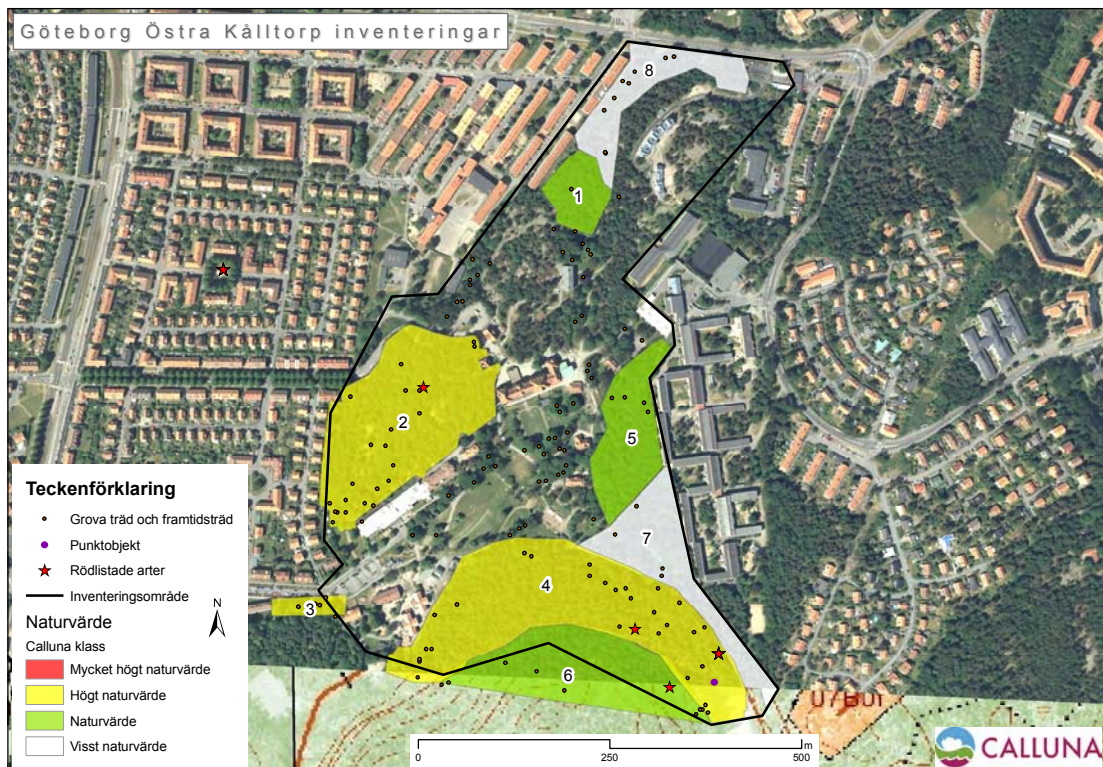 Göteborg Östra Kålltorp inventeringar
8
1
2
5
7
4
3
6
Teckenförklaring
Grova träd och framtidsträd
Punktobjekt
Rödlistade arter
Inventeringsområde
Naturvärde
N
Calluna klass
Mycket högt naturvärde
Högt naturvärde
Naturvärde
Visst naturvärde
m
0 250 500
CALLUNA